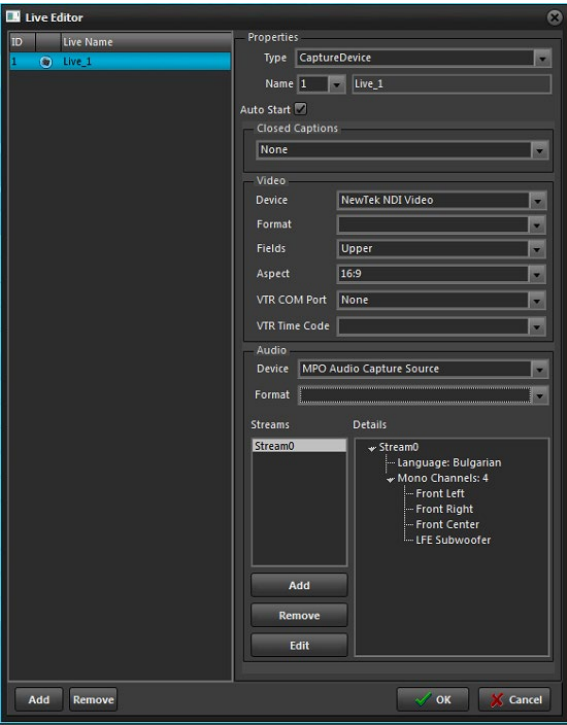 Live Editor
ID Live Name
1 Live_1
Properties
Type CaptureDevice
Name 1 Live_1
Auto Start
Closed Captions
None
Video
Device NewTek NDI Video
Format
Fields Upper
Aspect 16:9
VTR COM Port None
VTR Time Code
Audio
Device MPO Audio Capture Source
Format
Streams Details
Stream0
Stream0
Language: Bulgarian
Mono Channels: 4
Front Left
Front Right
Front Center
LFE Subwoofer
Add
Remove
Edit
Add Remove OK Cancel